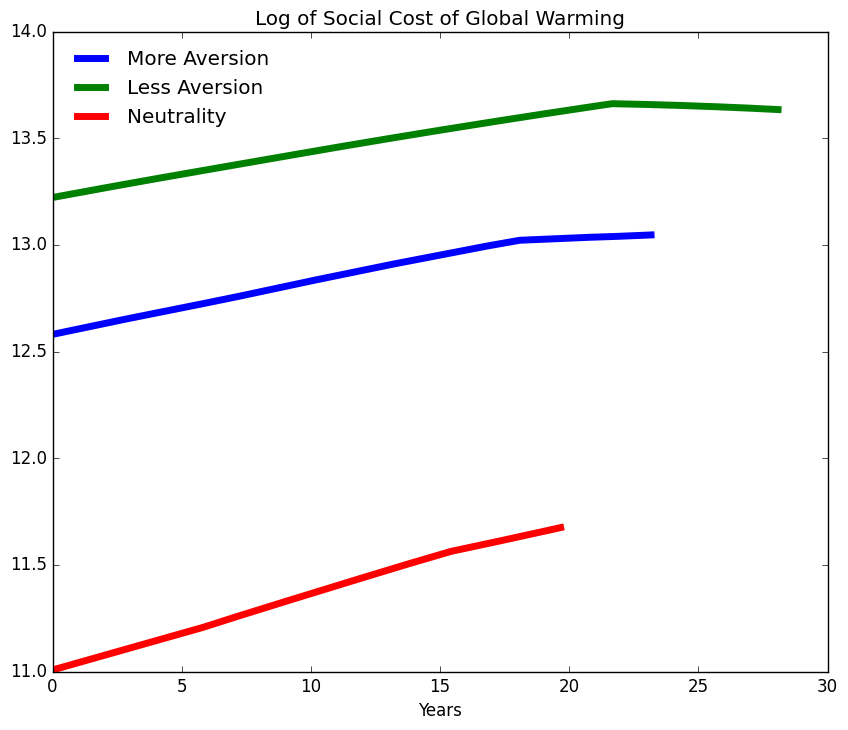 Log of Social Cost of Global Warming
14.0
More Aversion
Less Aversion
Neutrality
13.5
13.0
12.5
12.0
11.5
11.0
0 5 10 15 20 25 30
Years